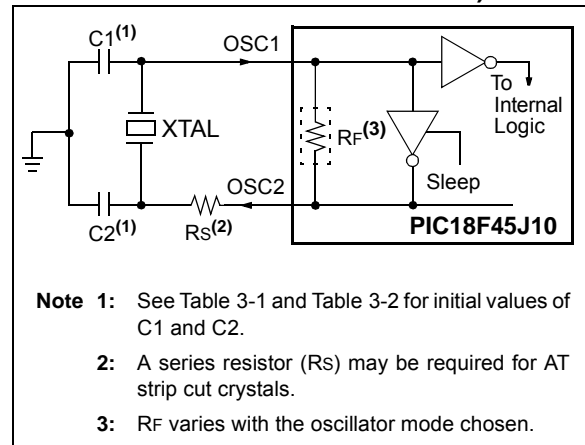 C1(1)
OSC1
To
Internal
Logic
XTAL
RF(3)
Sleep
OSC2
C2(1)
RS(2)
PIC18F45J10
Note 1: See Table 3-1 and Table 3-2 for initial values of
C1 and C2.
2: A series resistor (RS) may be required for AT
strip cut crystals.
3: RF varies with the oscillator mode chosen.